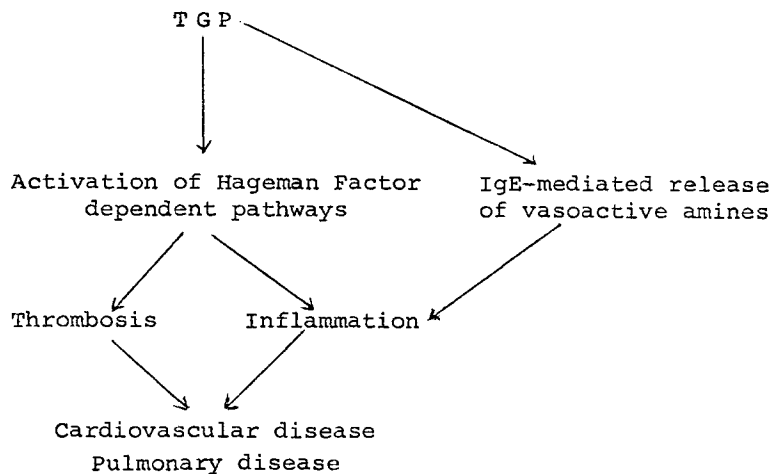 T G P
Activation of Hageman Factor
dependent pathways
IgE-mediated release
of vasoactive amines
Thrombosis
Inflammation
Cardiovascular disease
Pulmonary disease